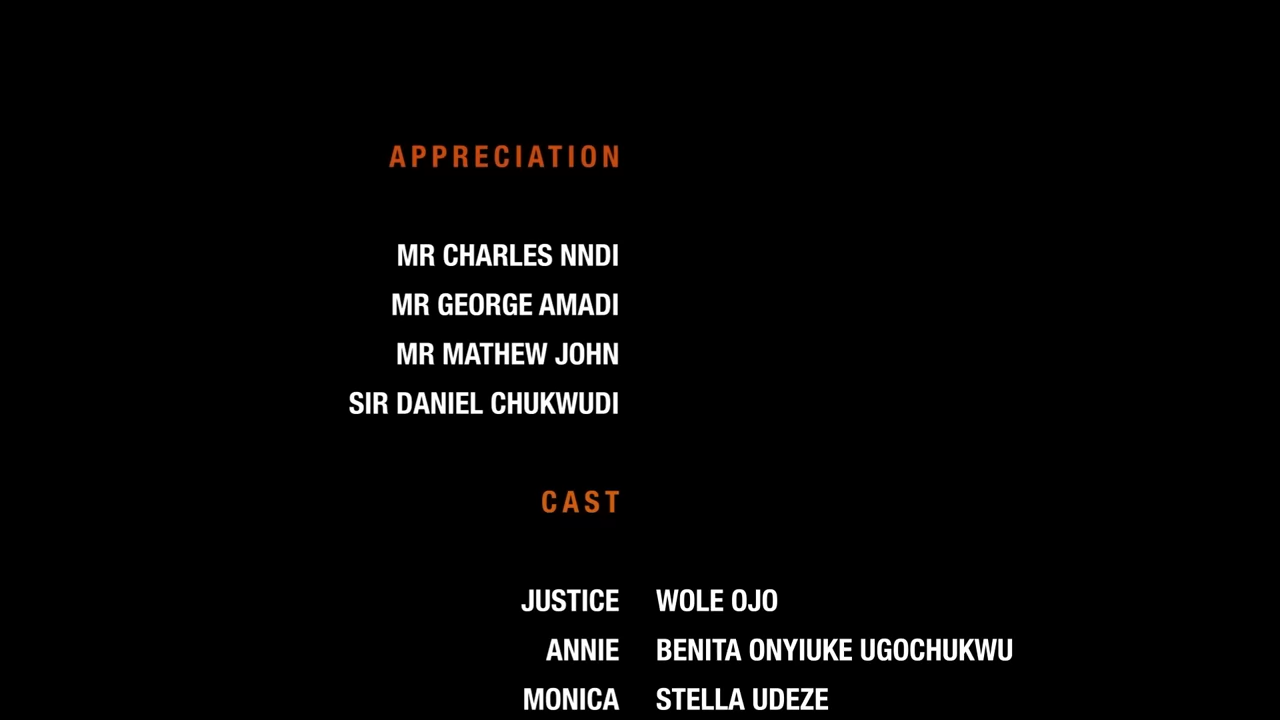 APPRECIATION
MR CHARLES NNDI
MR GEORGE AMADI
MR MATHEW JOHN
SIR DANIEL CHUKWUDI
CAST
JUSTICE WOLE OJO
ANNIE BENITA ONYIUKE UGOCHUKWU
MONICA STELLA UDEZE